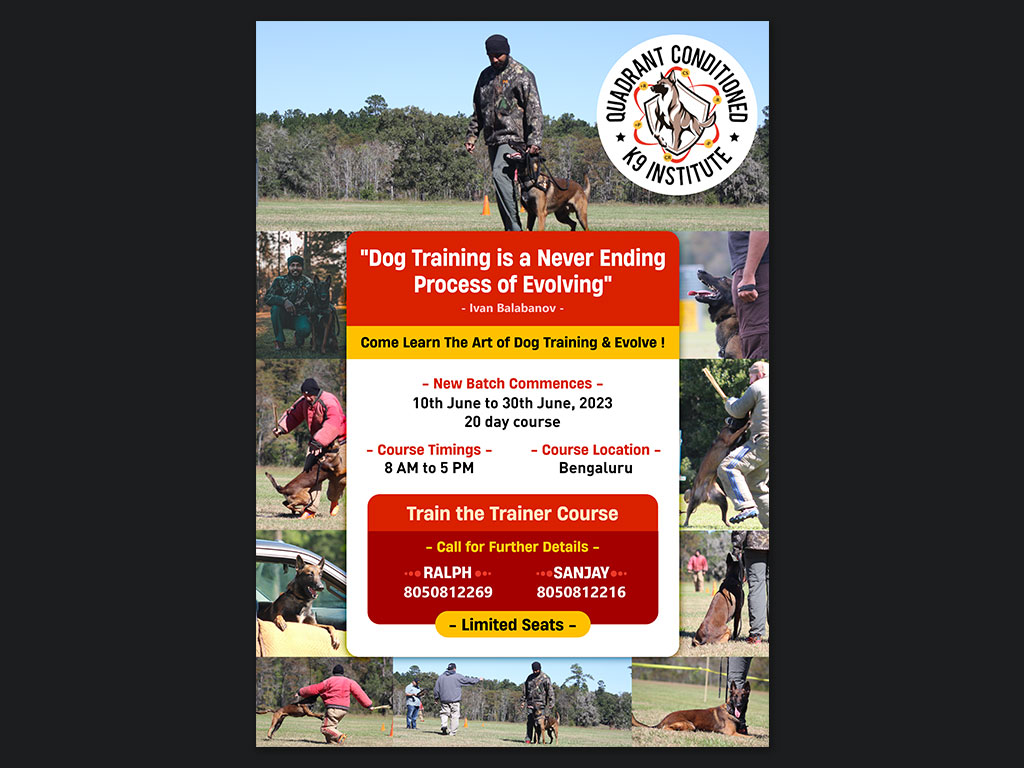 QUADRANT CONDITIONED
K9 INSTITUTE
"Dog Training is a Never Ending
Process of Evolving"
- Ivan Balabanov -
Come Learn The Art of Dog Training & Evolve !
– New Batch Commences –
10th June to 30th June, 2023
20 day course
– Course Timings –
8 AM to 5 PM
– Course Location –
Bengaluru
Train the Trainer Course
– Call for Further Details –
RALPH
8050812269
SANJAY
8050812216
– Limited Seats –